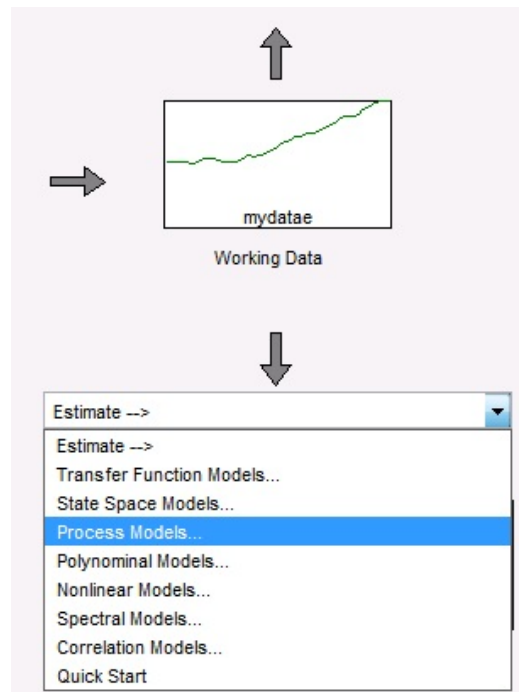 mydatae
Working Data
Estimate -->
Estimate -->
Transfer Function Models...
State Space Models...
Process Models...
Polynominal Models...
Nonlinear Models...
Spectral Models...
Correlation Models...
Quick Start